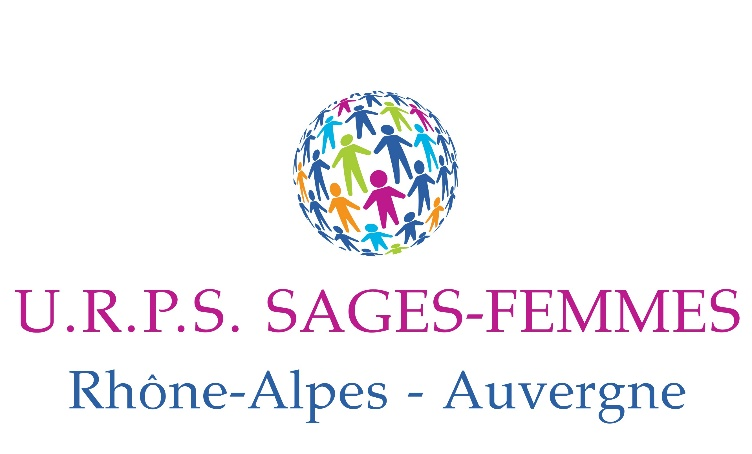 U.R.P.S. SAGES-FEMMES
Rhône-Alpes - Auvergne